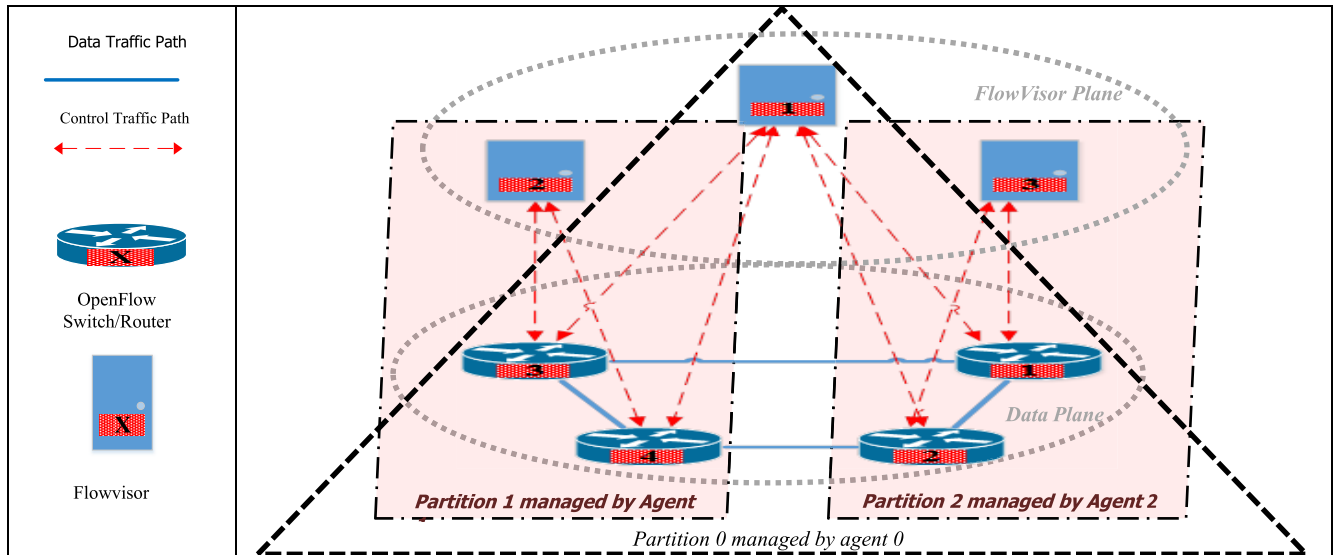 Data Traffic Path
Control Traffic Path
X
OpenFlow
Switch/Router
X
Flowvisor
1
FlowVisor Plane
2
3
3
1
Data Plane
4
2
Partition 1 managed by Agent
Partition 2 managed by Agent 2
Partition 0 managed by agent 0